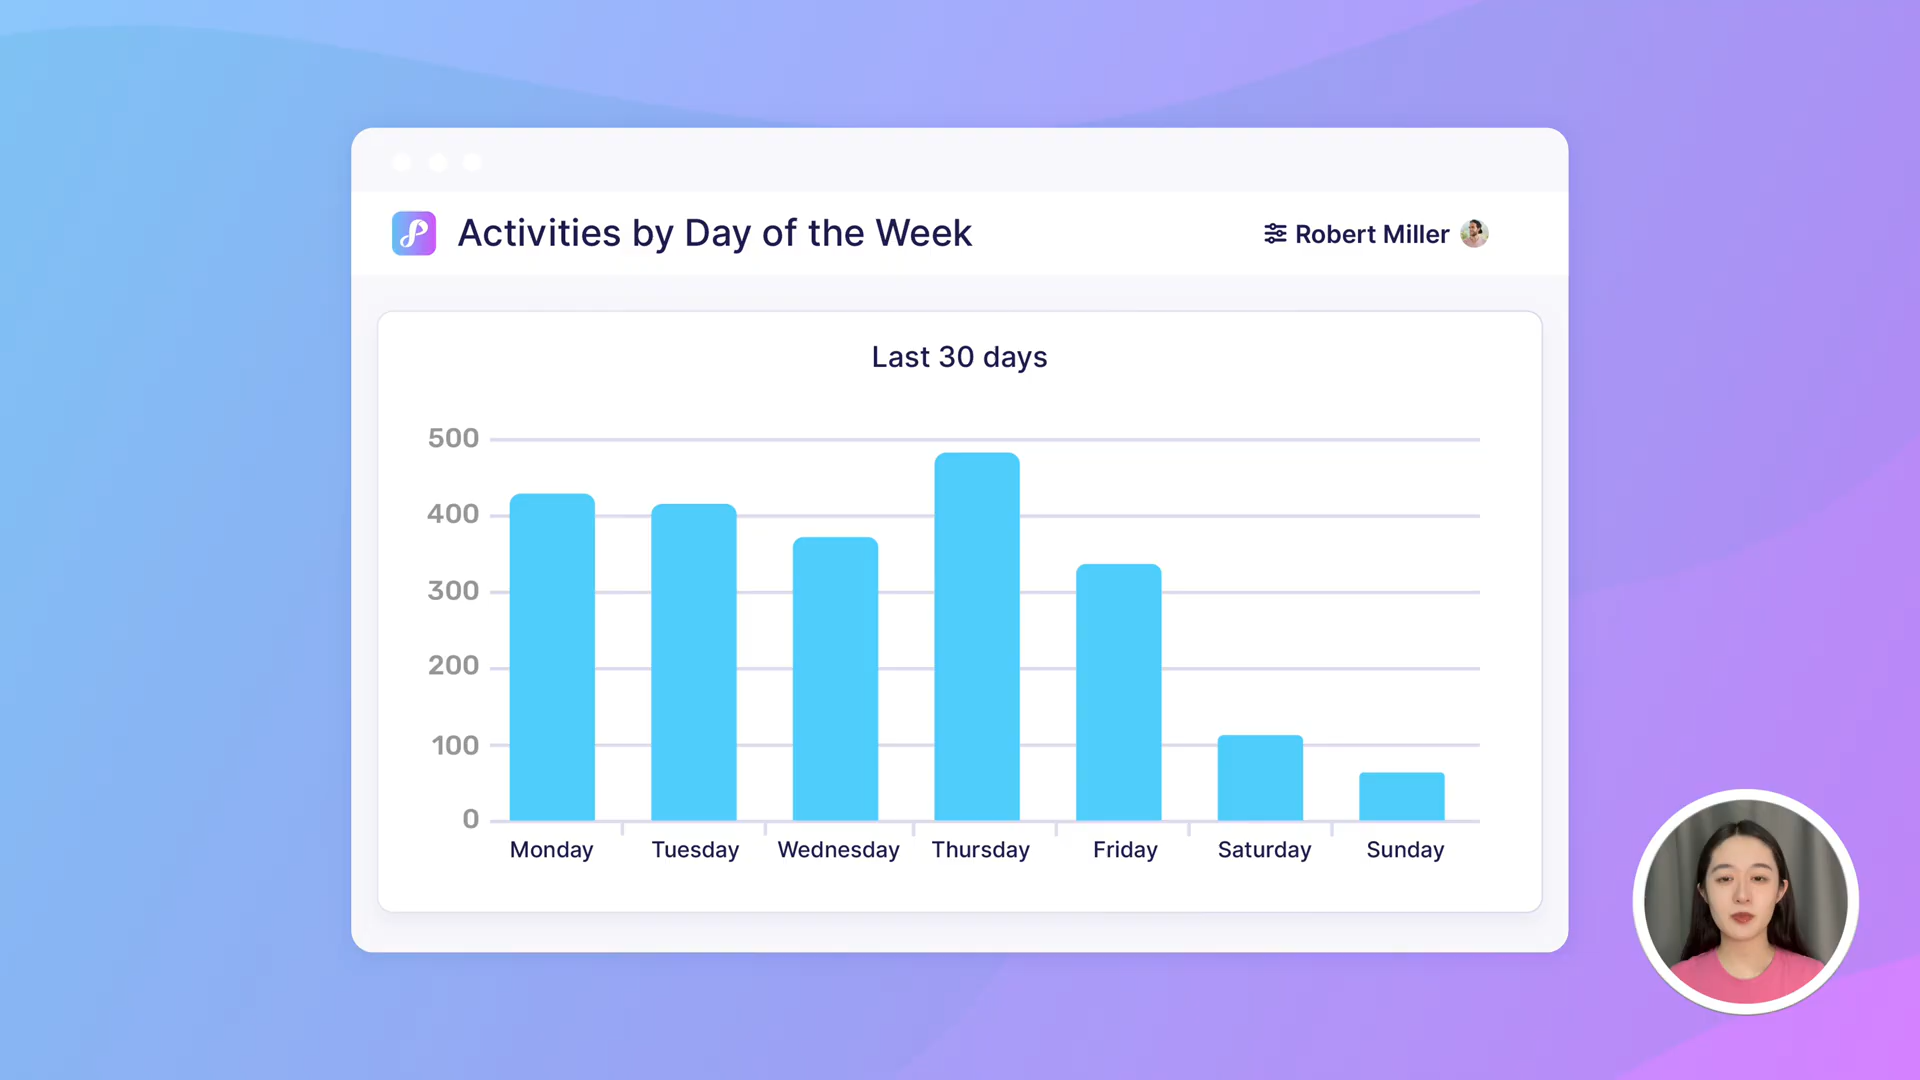 Activities by Day of the Week
Robert Miller
Last 30 days
500
400
300
200
100
0
Monday Tuesday Wednesday Thursday Friday Saturday Sunday